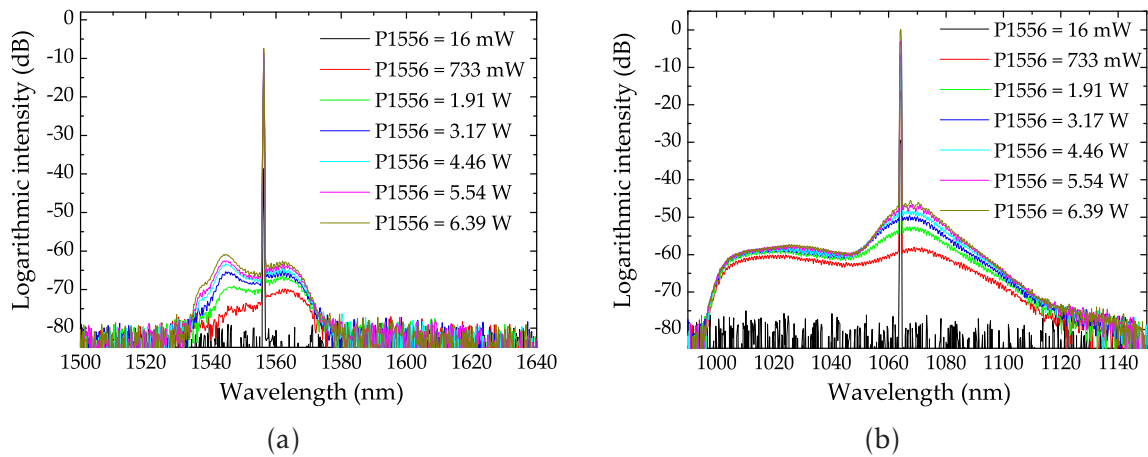 0
-10
-20
-30
-40
-50
-60
-70
-80
Logarithmic intensity (dB)
P1556 = 16 mW
P1556 = 733 mW
P1556 = 1.91 W
P1556 = 3.17 W
P1556 = 4.46 W
P1556 = 5.54 W
P1556 = 6.39 W
1500 1520 1540 1560 1580 1600 1620 1640
Wavelength (nm)
(a)
0
-10
-20
-30
-40
-50
-60
-70
-80
Logarithmic intensity (dB)
P1556 = 16 mW
P1556 = 733 mW
P1556 = 1.91 W
P1556 = 3.17 W
P1556 = 4.46 W
P1556 = 5.54 W
P1556 = 6.39 W
1000 1020 1040 1060 1080 1100 1120 1140
Wavelength (nm)
(b)